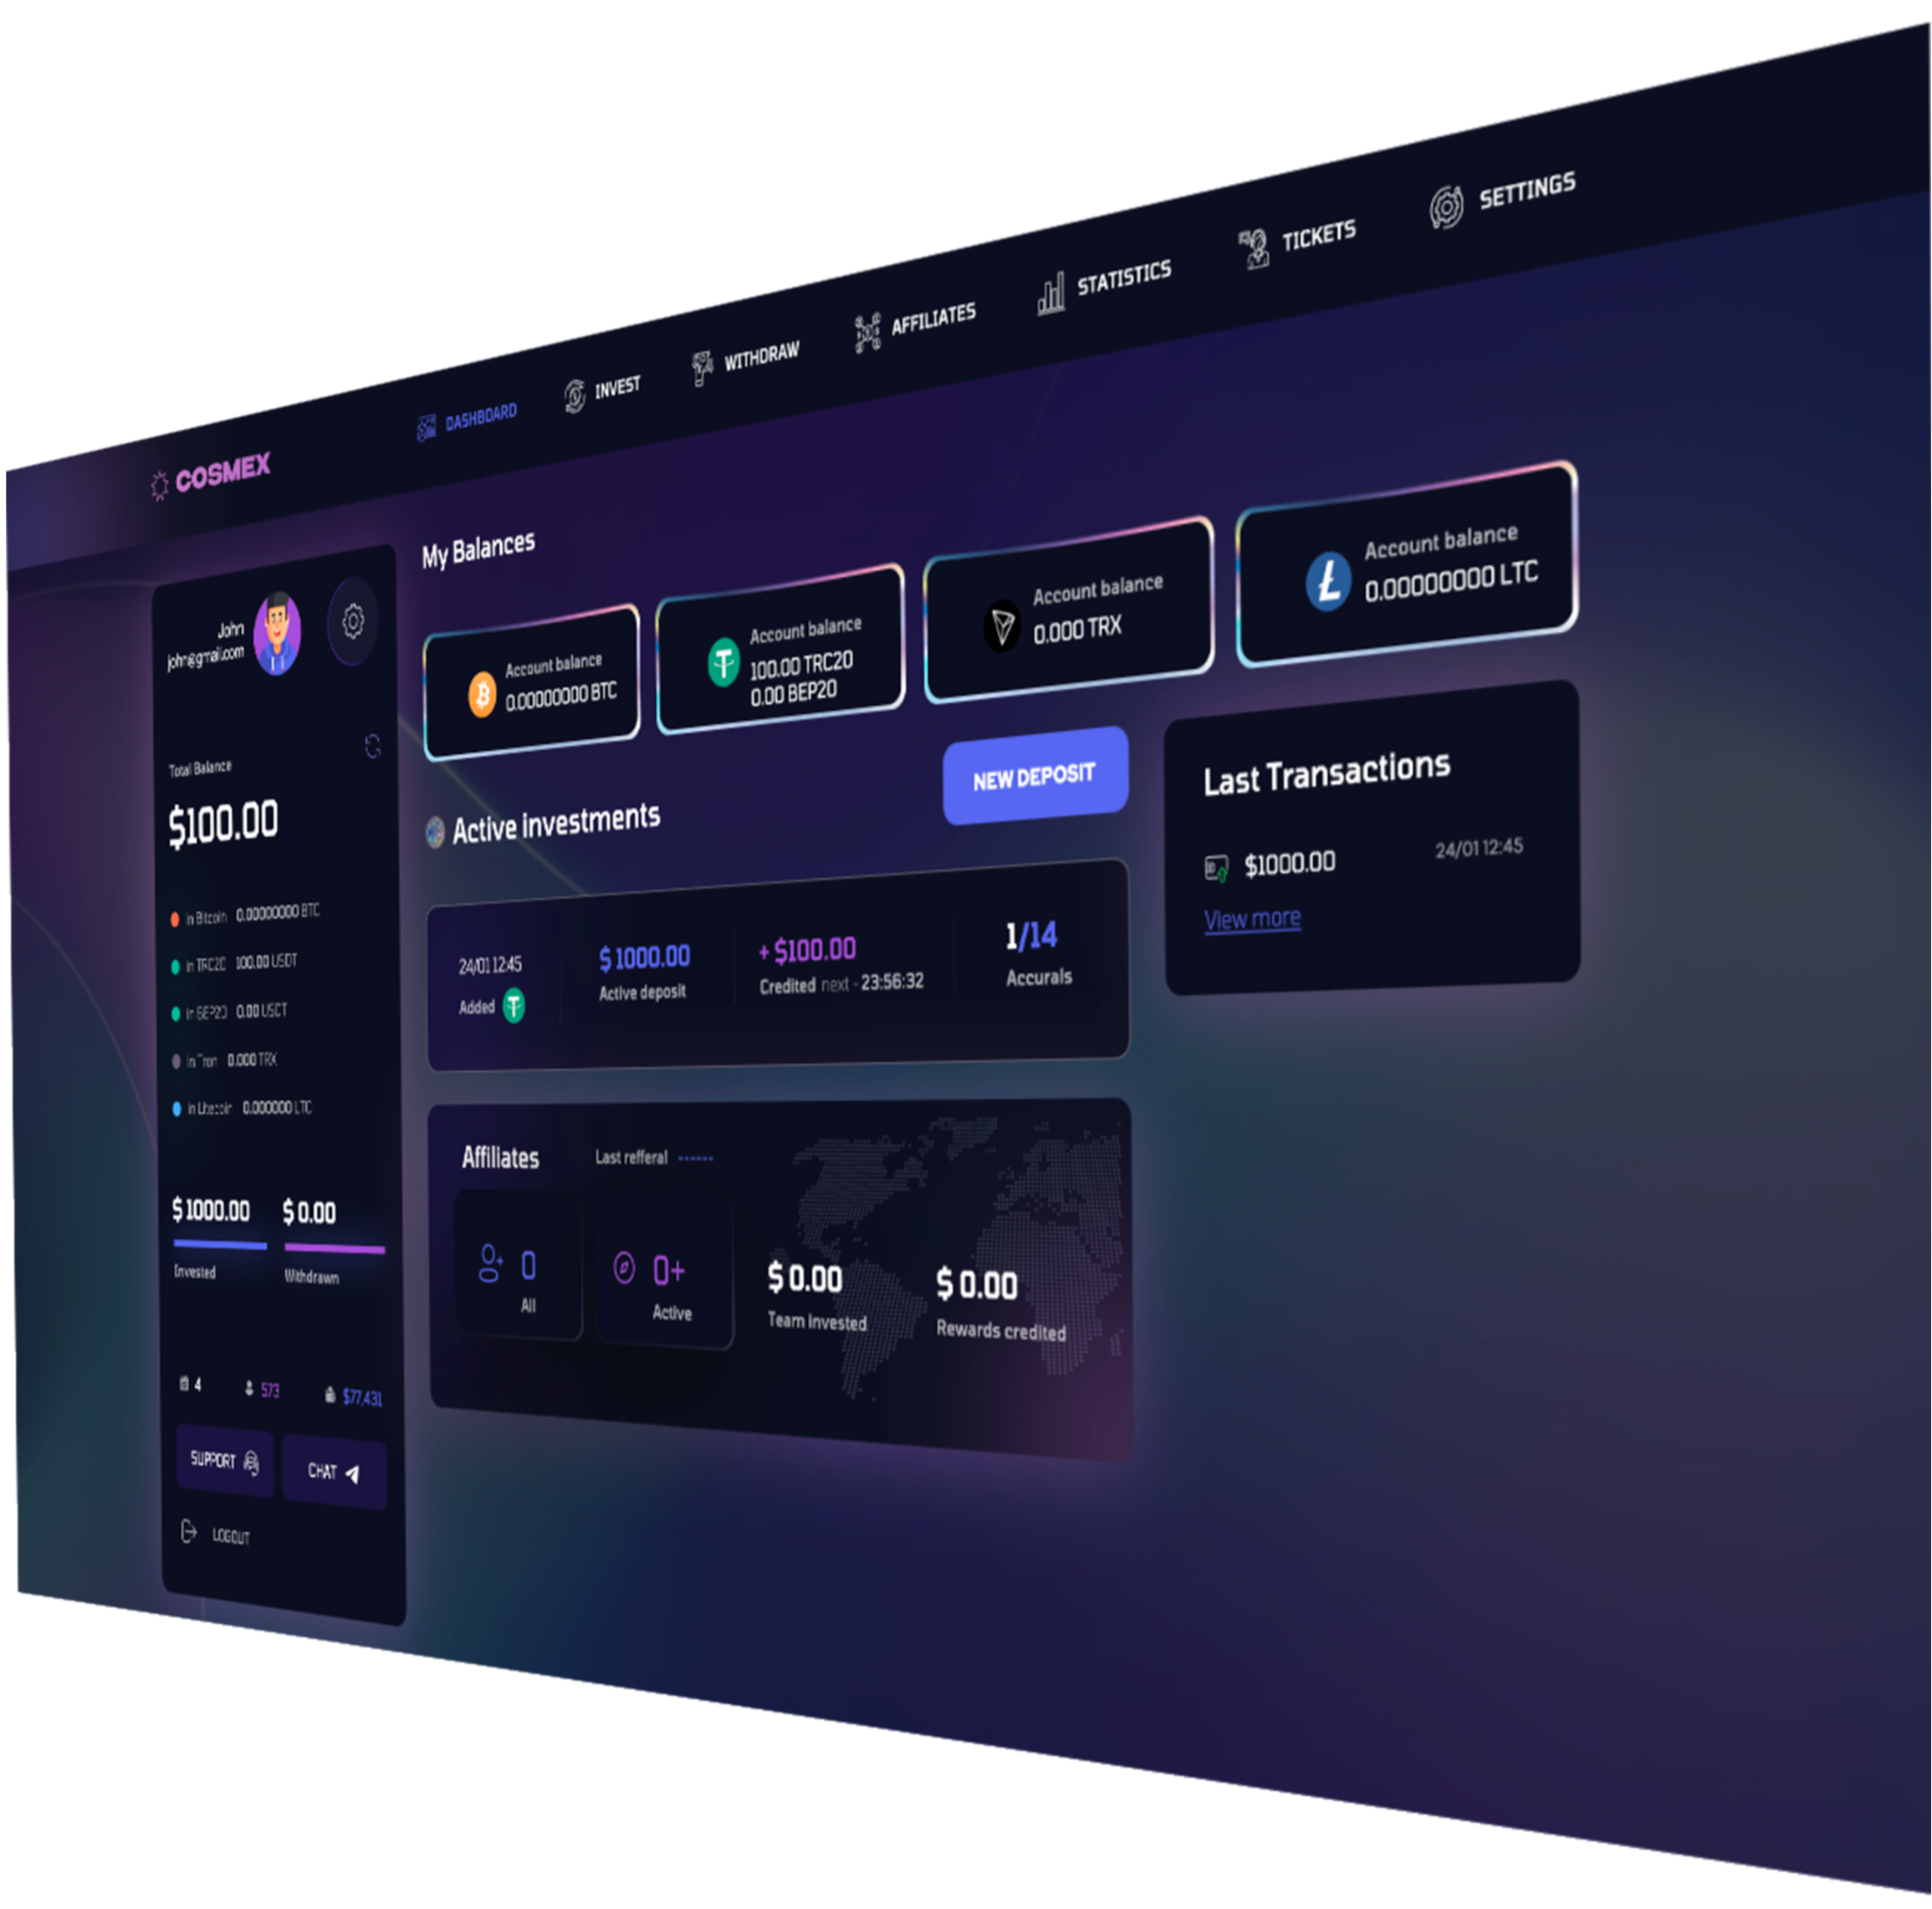 COSMEX
DASHBOARD
INVEST
WITHDRAW
AFFILIATES
STATISTICS
TICKETS
SETTINGS
John
john@gmail.com
Total Balance
$100.00
in Bitcoin 0.00000000 BTC
in TRC20 100.00 USDT
in BEP20 0.00 USDT
in Tron 0.000 TRX
in Litecoin 0.000000 LTC
$1000.00
Invested
$0.00
Withdrawn
4
573
$77,431
SUPPORT
CHAT
LOGOUT
My Balances
Account balance
0.00000000 BTC
Account balance
100.00 TRC20
0.00 BEP20
Account balance
0.000 TRX
Account balance
0.00000000 LTC
Active investments
NEW DEPOSIT
24/01 12:45
Added
$1000.00
Active deposit
+ $100.00
Credited next - 23:56:32
1/14
Accurals
Affiliates
Last refferal ------
0
All
0+
Active
$0.00
Team invested
$0.00
Rewards credited
Last Transactions
$1000.00
24/01 12:45
View more